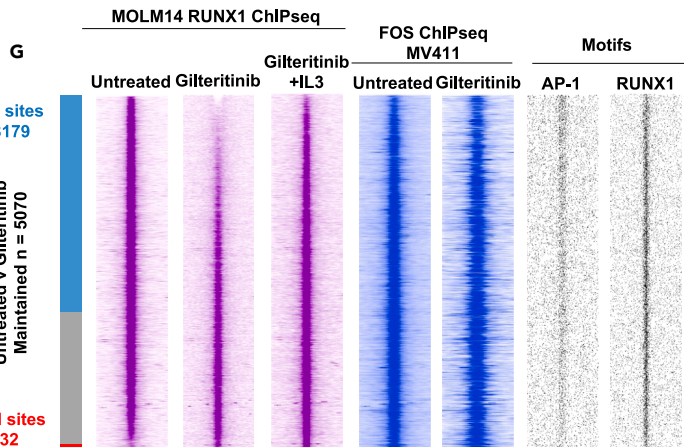 MOLM14 RUNX1 ChIPseq
FOS ChIPseq
MV411
Motifs
G
Untreated
Gilteritinib
Gilteritinib
+IL3
Untreated
Gilteritinib
AP-1
RUNX1
sites
179
Untreated V Gilteritinib
Maintained n = 5070
sites
32